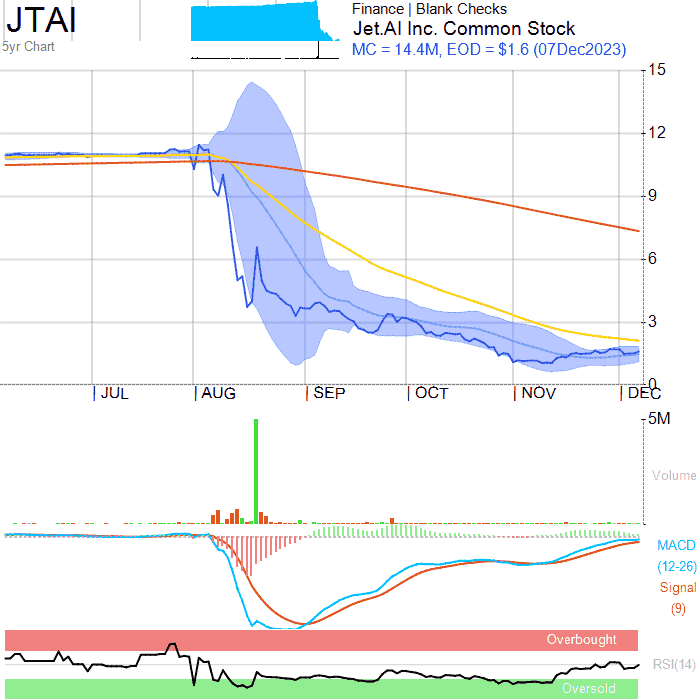 JTAI
5yr Chart
Finance | Blank Checks
Jet.AI Inc. Common Stock
MC = 14.4M, EOD = $1.6 (07Dec2023)
15
12
9
6
3
0
JUL AUG SEP OCT NOV DEC
5M
Volume
MACD
(12-26)
Signal
(9)
Overbought
RSI(14)
Oversold